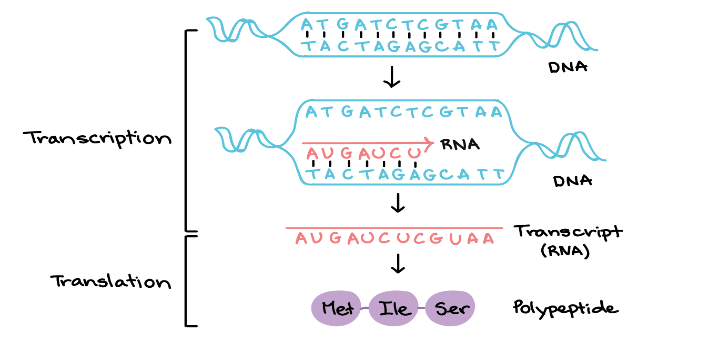 ATGATCTCGTAA
TACTAGAGCATT
DNA
ATGATCTCGTAA
Transcription
RNA
AUGAUCU
TACTAGAGCATT
DNA
AUGAUCUCGUAA
Transcript
(RNA)
Translation
Met Ile Ser
Polypeptide